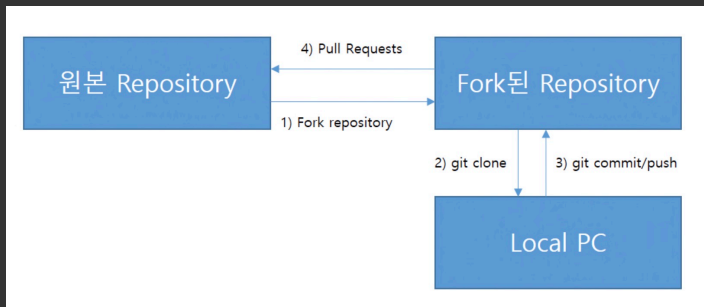 4) Pull Requests
원본 Repository
Fork된 Repository
1) Fork repository
2) git clone
3) git commit/push
Local PC